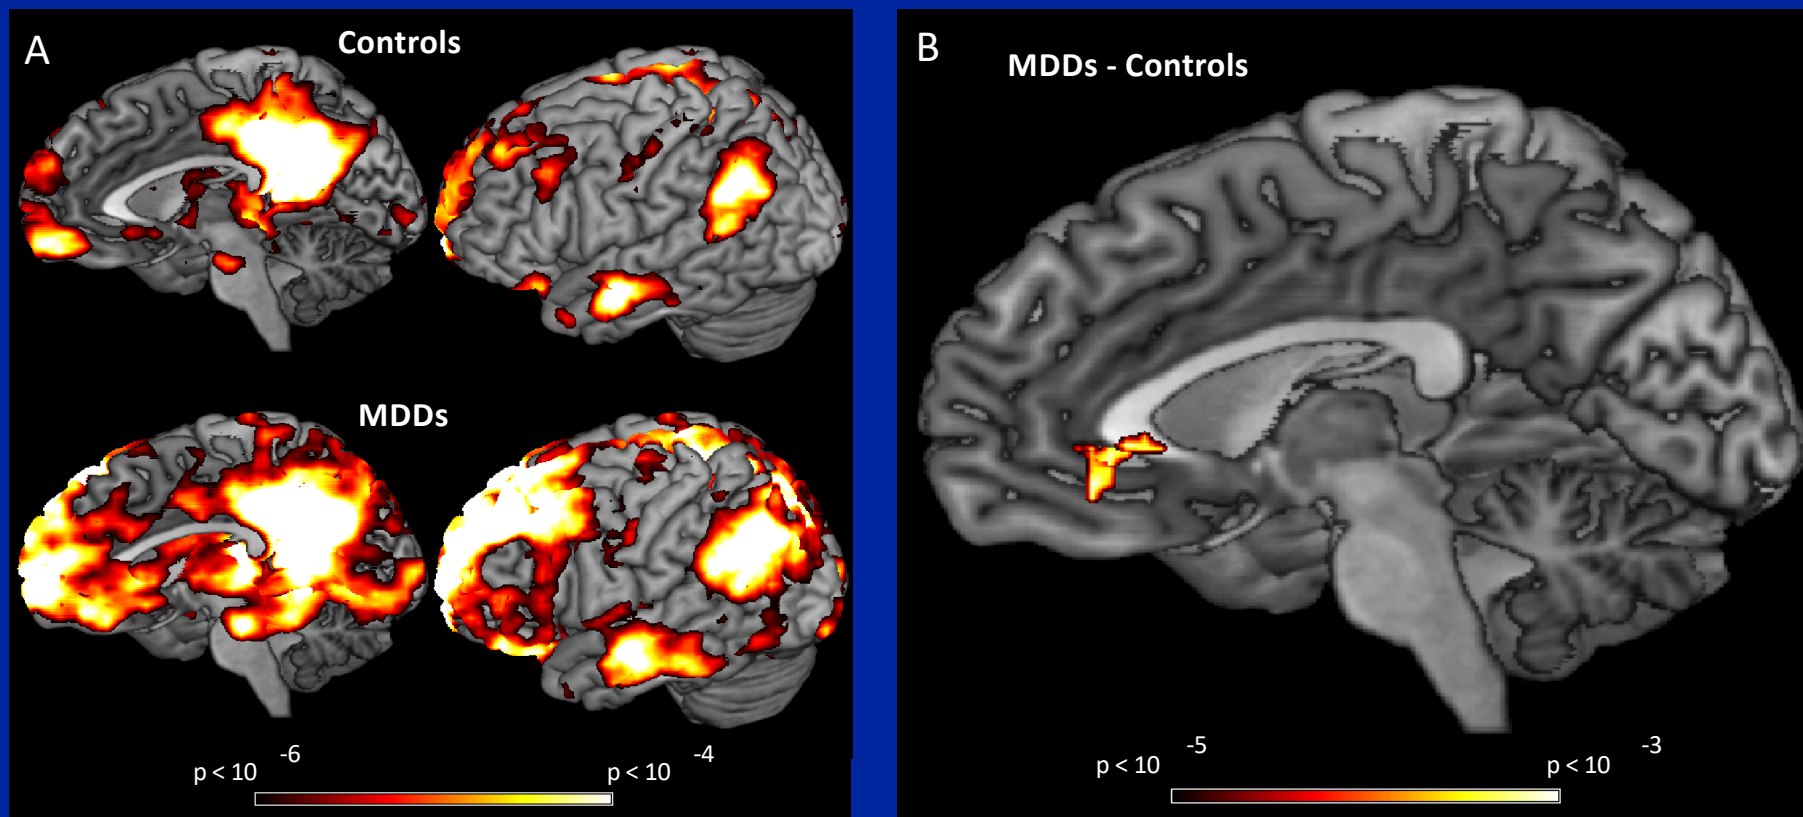 A
Controls
MDDs
p < 10 -6
p < 10 -4
B
MDDs - Controls
p < 10 -5
p < 10 -3